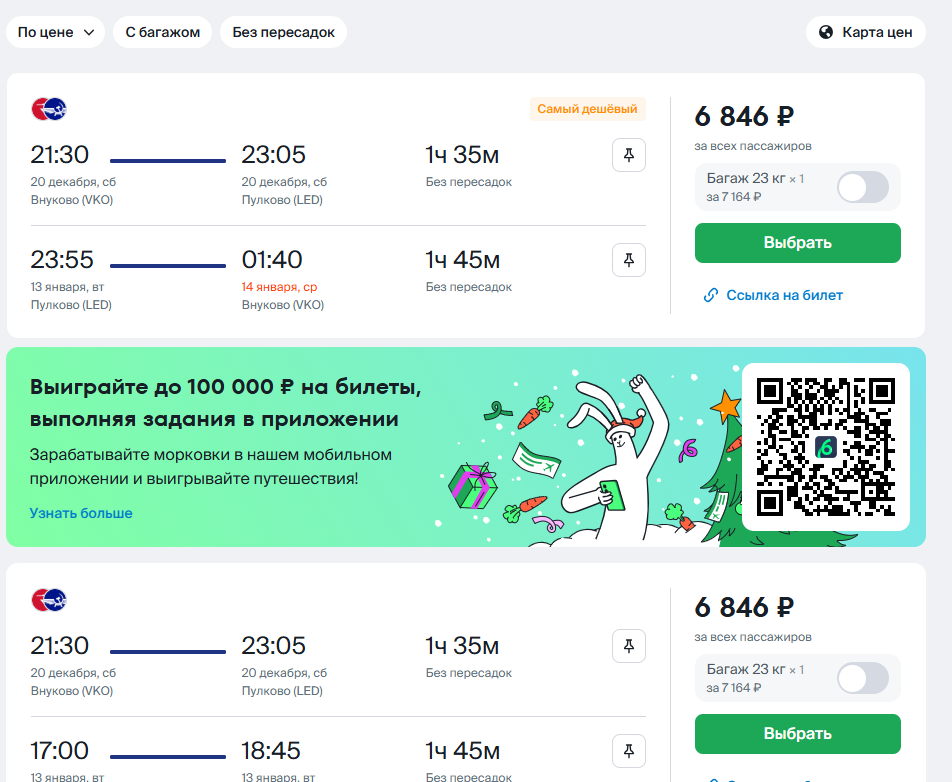 По цене
С багажом
Без пересадок
Карта цен
Самый дешёвый
21:30
23:05
1ч 35м
20 декабря, сб
20 декабря, сб
Без пересадок
Внуково (VKO)
Пулково (LED)
23:55
01:40
1ч 45м
13 января, вт
14 января, ср
Без пересадок
Пулково (LED)
Внуково (VKO)
6 846 ₽
за всех пассажиров
Багаж 23 кг × 1
за 7 164 ₽
Выбрать
Ссылка на билет
Выиграйте до 100 000 ₽ на билеты,
выполняя задания в приложении
Зарабатывайте морковки в нашем мобильном
приложении и выигрывайте путешествия!
Узнать больше
21:30
23:05
1ч 35м
20 декабря, сб
20 декабря, сб
Без пересадок
Внуково (VKO)
Пулково (LED)
17:00
18:45
1ч 45м
13 января, вт
13 января, вт
Без пересадок
6 846 ₽
за всех пассажиров
Багаж 23 кг × 1
за 7 164 ₽
Выбрать